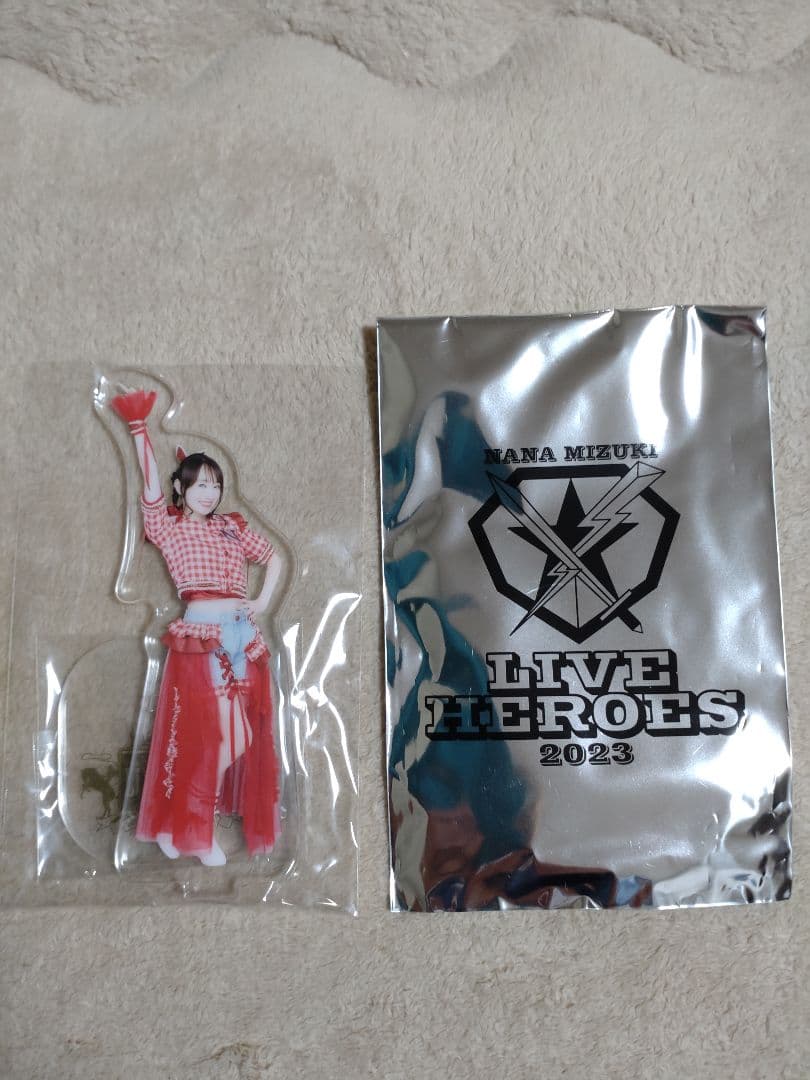 NANA MIZUKI
LIVE
HEROES
2023